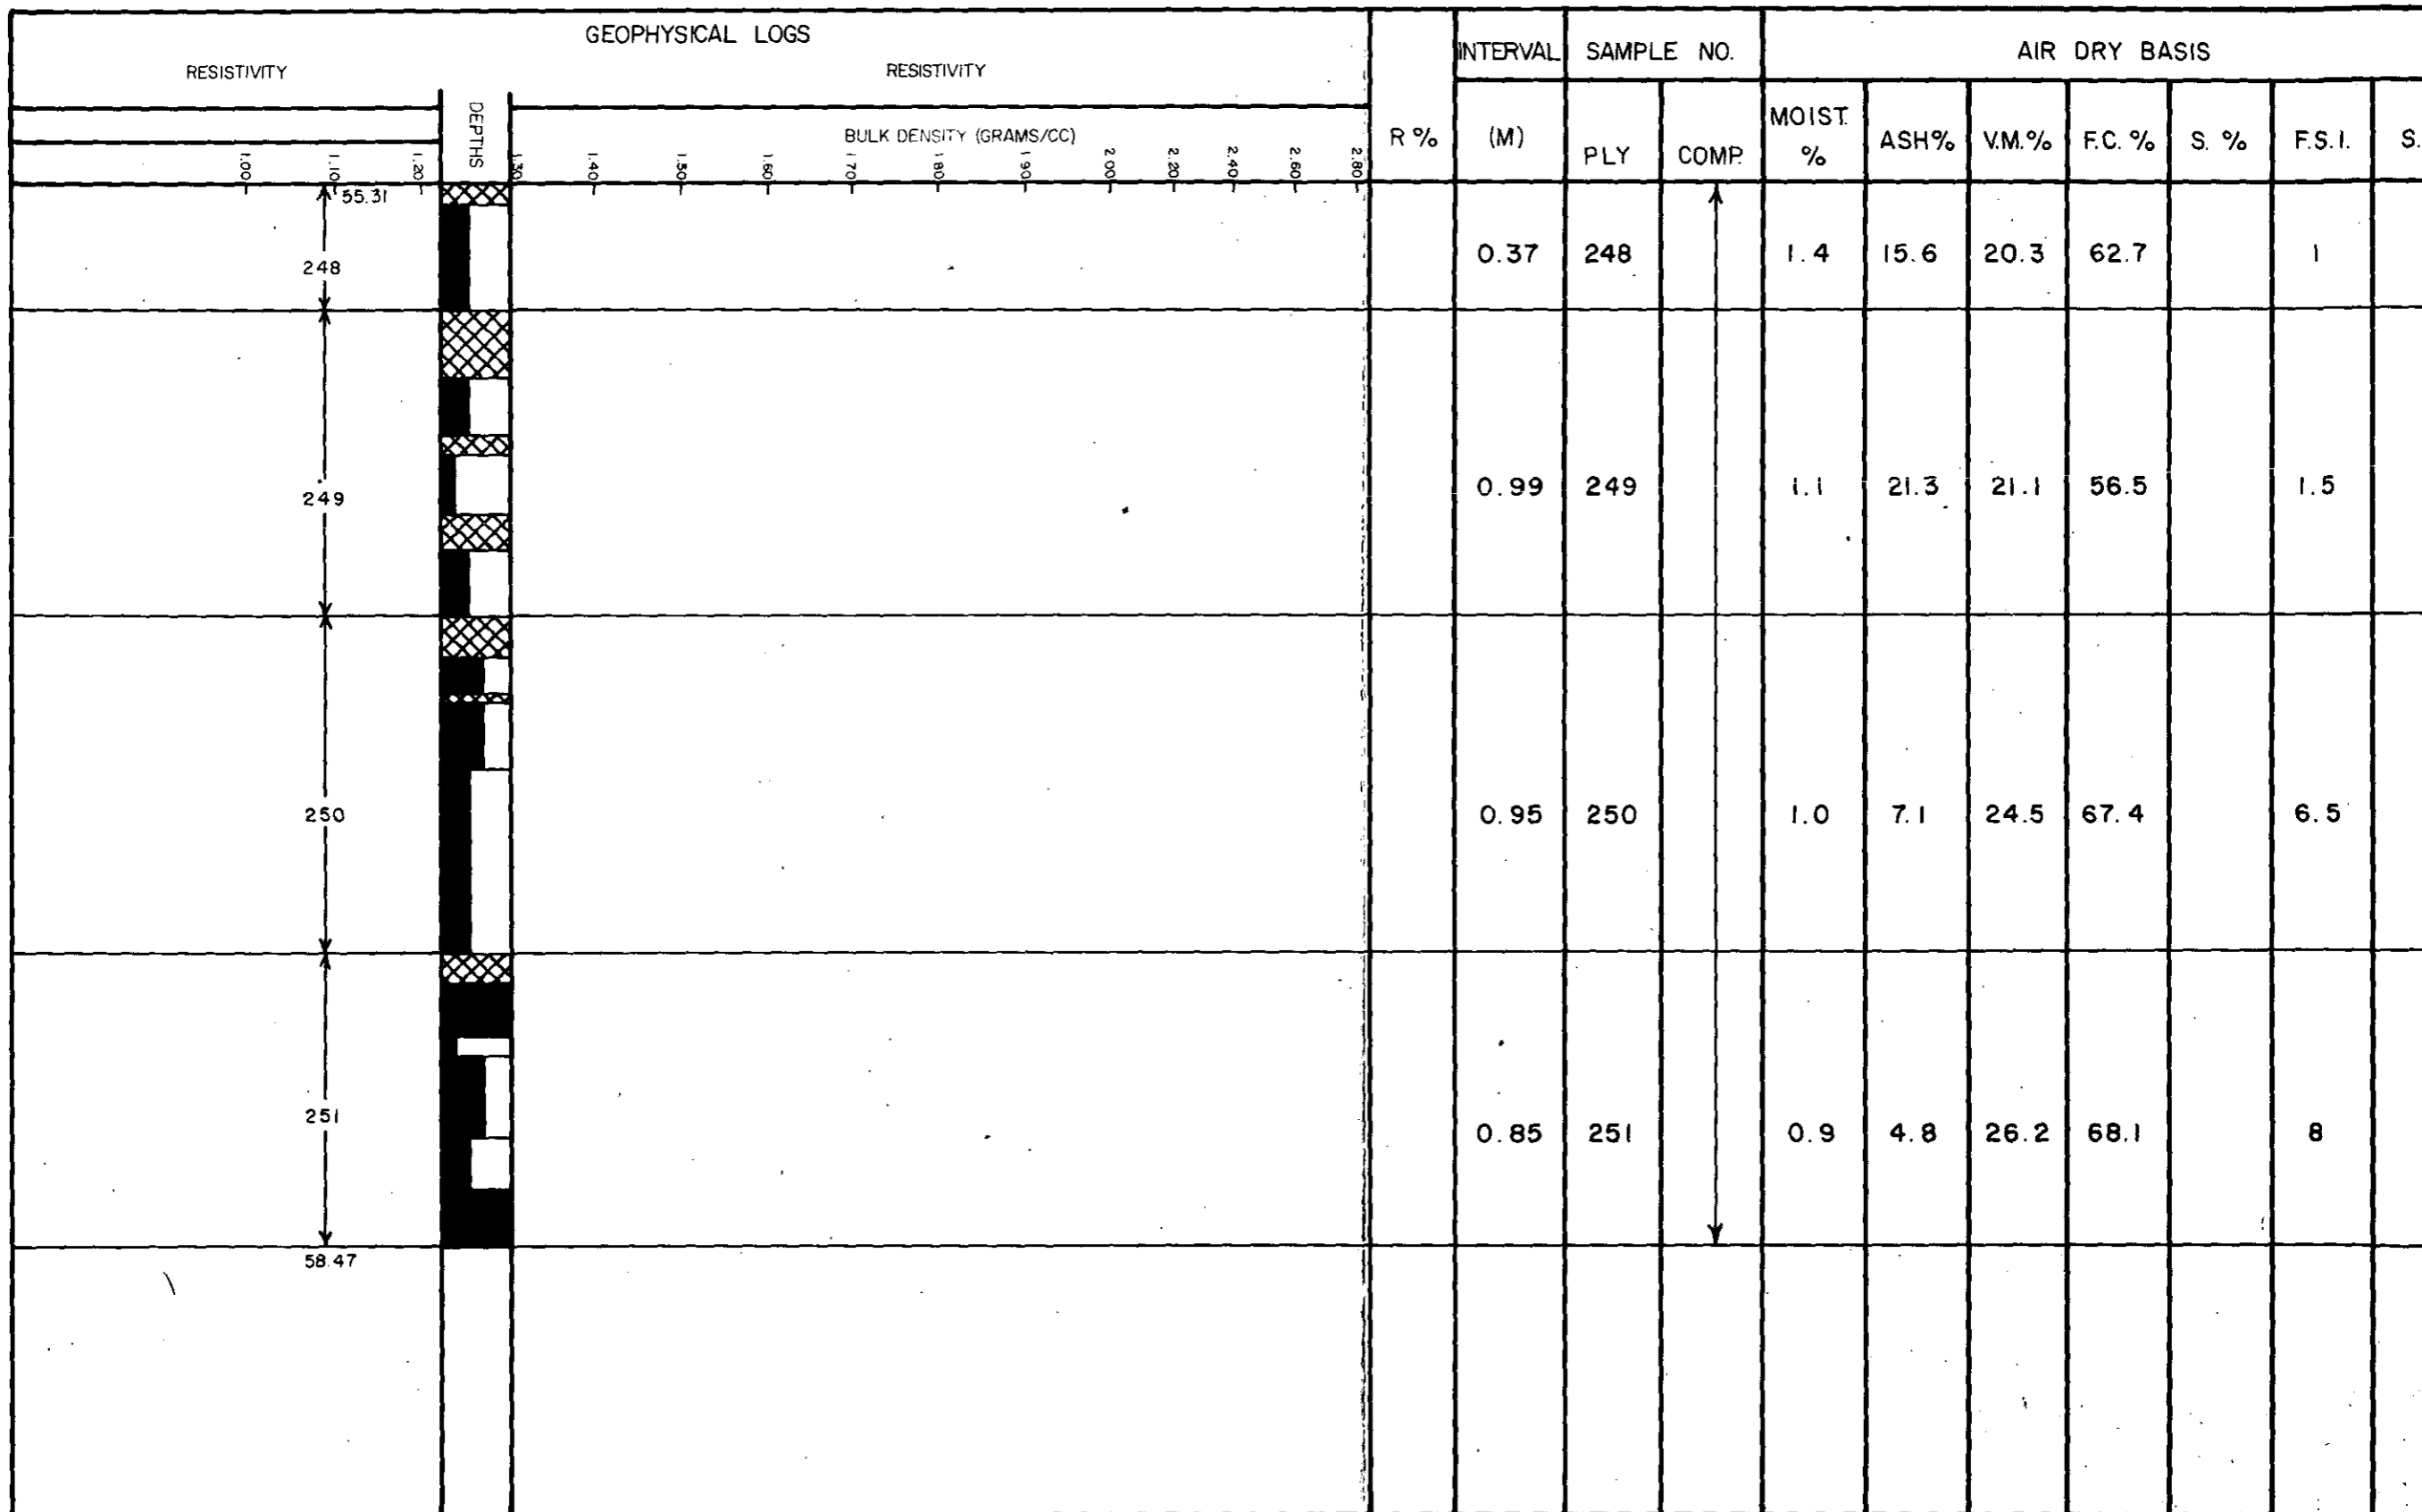 GEOPHYSICAL LOGS
RESISTIVITY RESISTIVITY
DEPTHS
BULK DENSITY (GRAMS/CC)
1.00 1.10 1.20 1.30 1.40 1.50 1.60 1.70 1.80 1.90 2.00 2.20 2.40 2.60 2.80
R % INTERVAL (M) SAMPLE NO. AIR DRY BASIS
PLY COMP. MOIST. % ASH% V.M.% F.C. % S. % F.S.I. S.
55.31
248 0.37 248 1.4 15.6 20.3 62.7 1
249 0.99 249 1.1 21.3 21.1 56.5 1.5
250 0.95 250 1.0 7.1 24.5 67.4 6.5
251 0.85 251 0.9 4.8 26.2 68.1 8
58.47